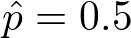 p̂ = 0.5